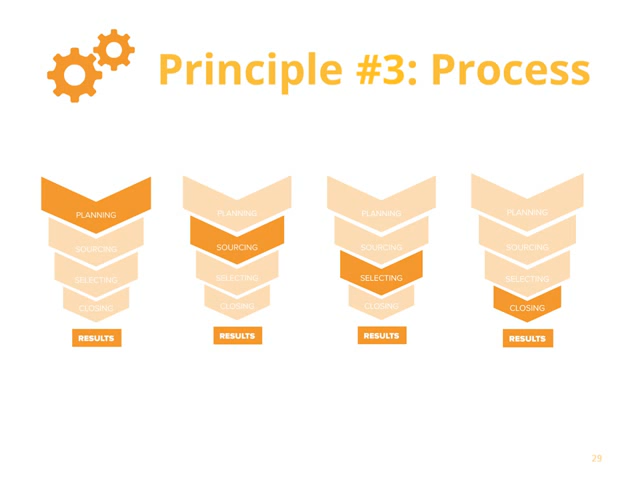 Principle #3: Process
PLANNING
SOURCING
SELECTING
CLOSING
RESULTS
PLANNING
SOURCING
SELECTING
CLOSING
RESULTS
PLANNING
SOURCING
SELECTING
CLOSING
RESULTS
PLANNING
SOURCING
SELECTING
CLOSING
RESULTS
29